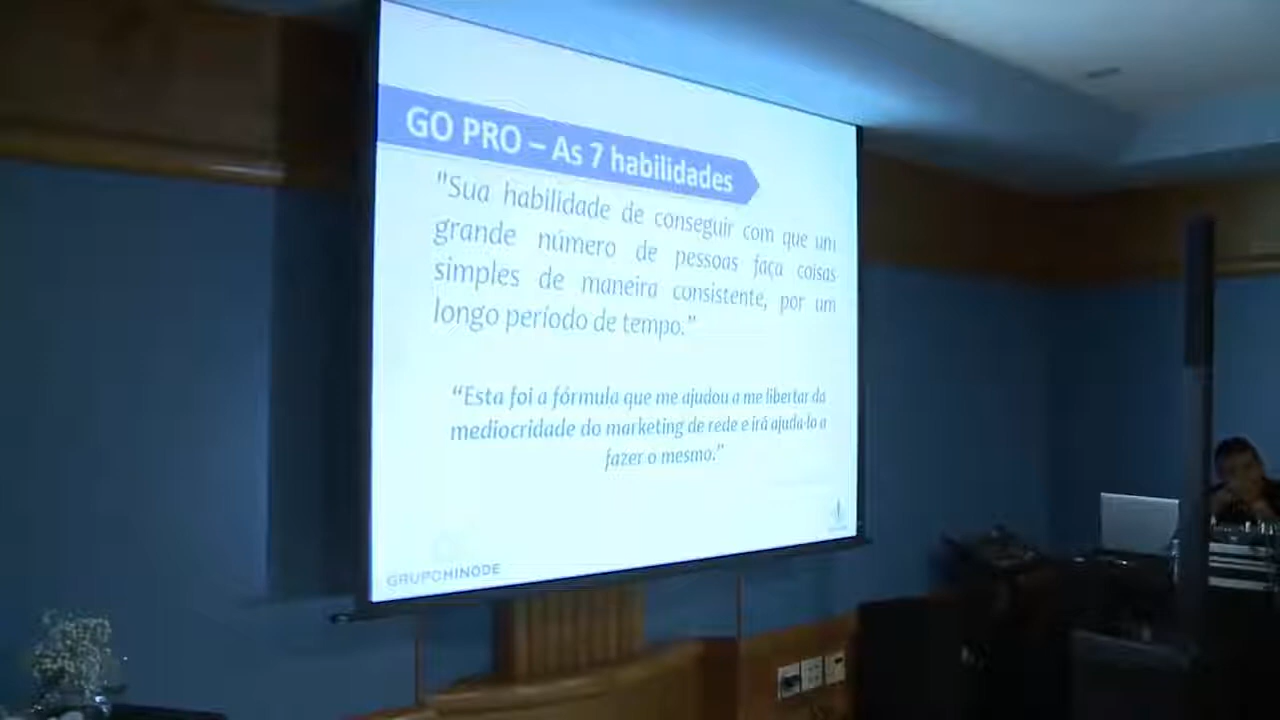 GO PRO – As 7 habilidades
"Sua habilidade de conseguir com que um
grande número de pessoas faça coisas
simples de maneira consistente, por um
longo período de tempo.”
“Esta foi a fórmula que me ajudou a me libertar da
mediocridade do marketing de rede e irá ajuda-lo a
fazer o mesmo.”
GRUPOHINODE